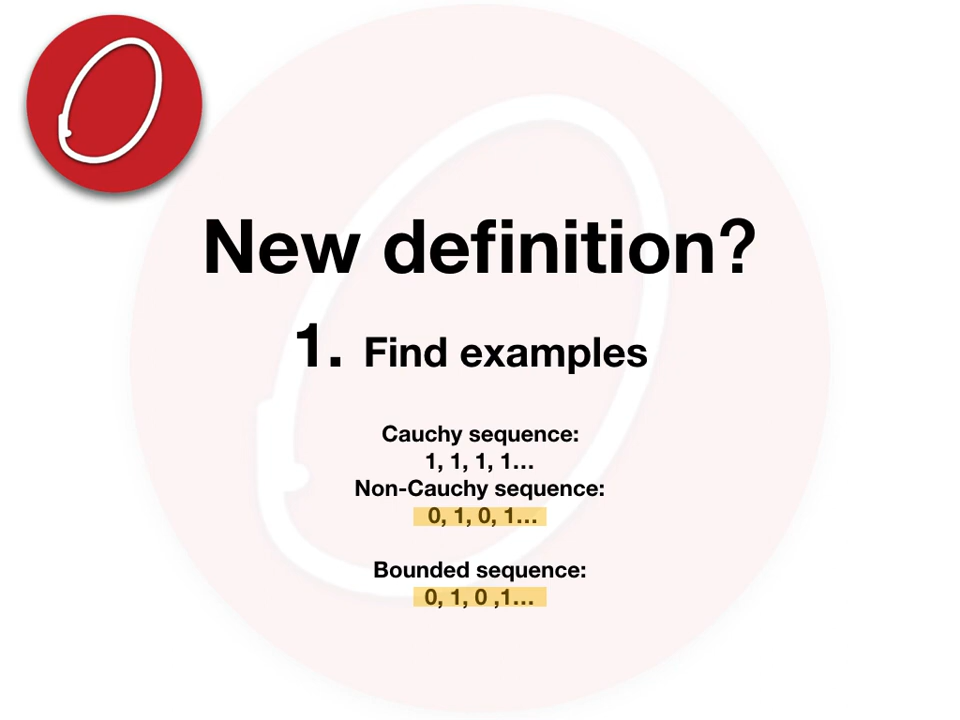 New definition?
1. Find examples
Cauchy sequence:
1, 1, 1, 1...
Non-Cauchy sequence:
0, 1, 0, 1...
Bounded sequence:
0, 1, 0 ,1...